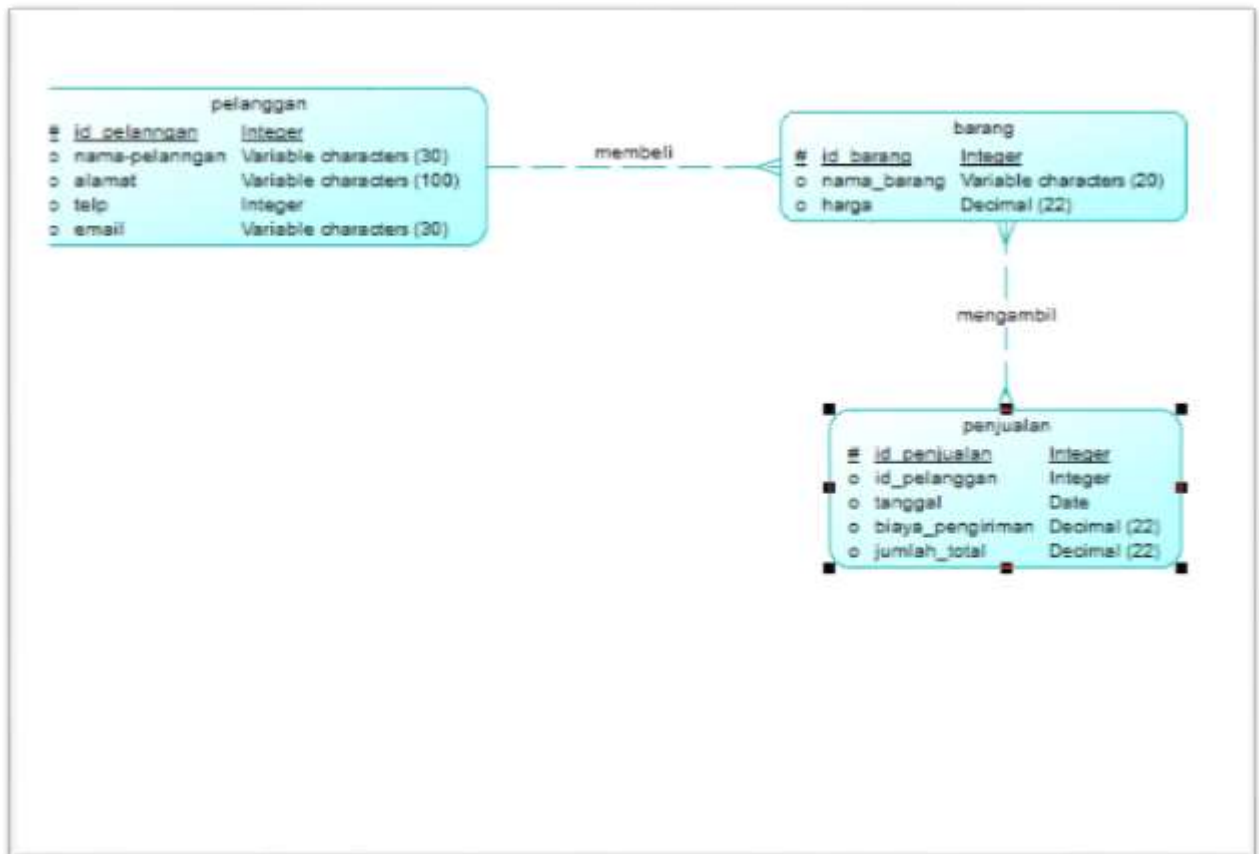 pelanggan
# id_pelanngan Integer
o nama-pelanngan Variable characters (30)
o alamat Variable characters (100)
o telp Integer
o email Variable characters (30)
membeli
barang
# id_barang Integer
o nama_barang Variable characters (20)
o harga Decimal (22)
mengambil
penjualan
# id_penjualan Integer
o id_pelanggan Integer
o tanggal Date
o biaya_pengiriman Decimal (22)
o jumlah_total Decimal (22)